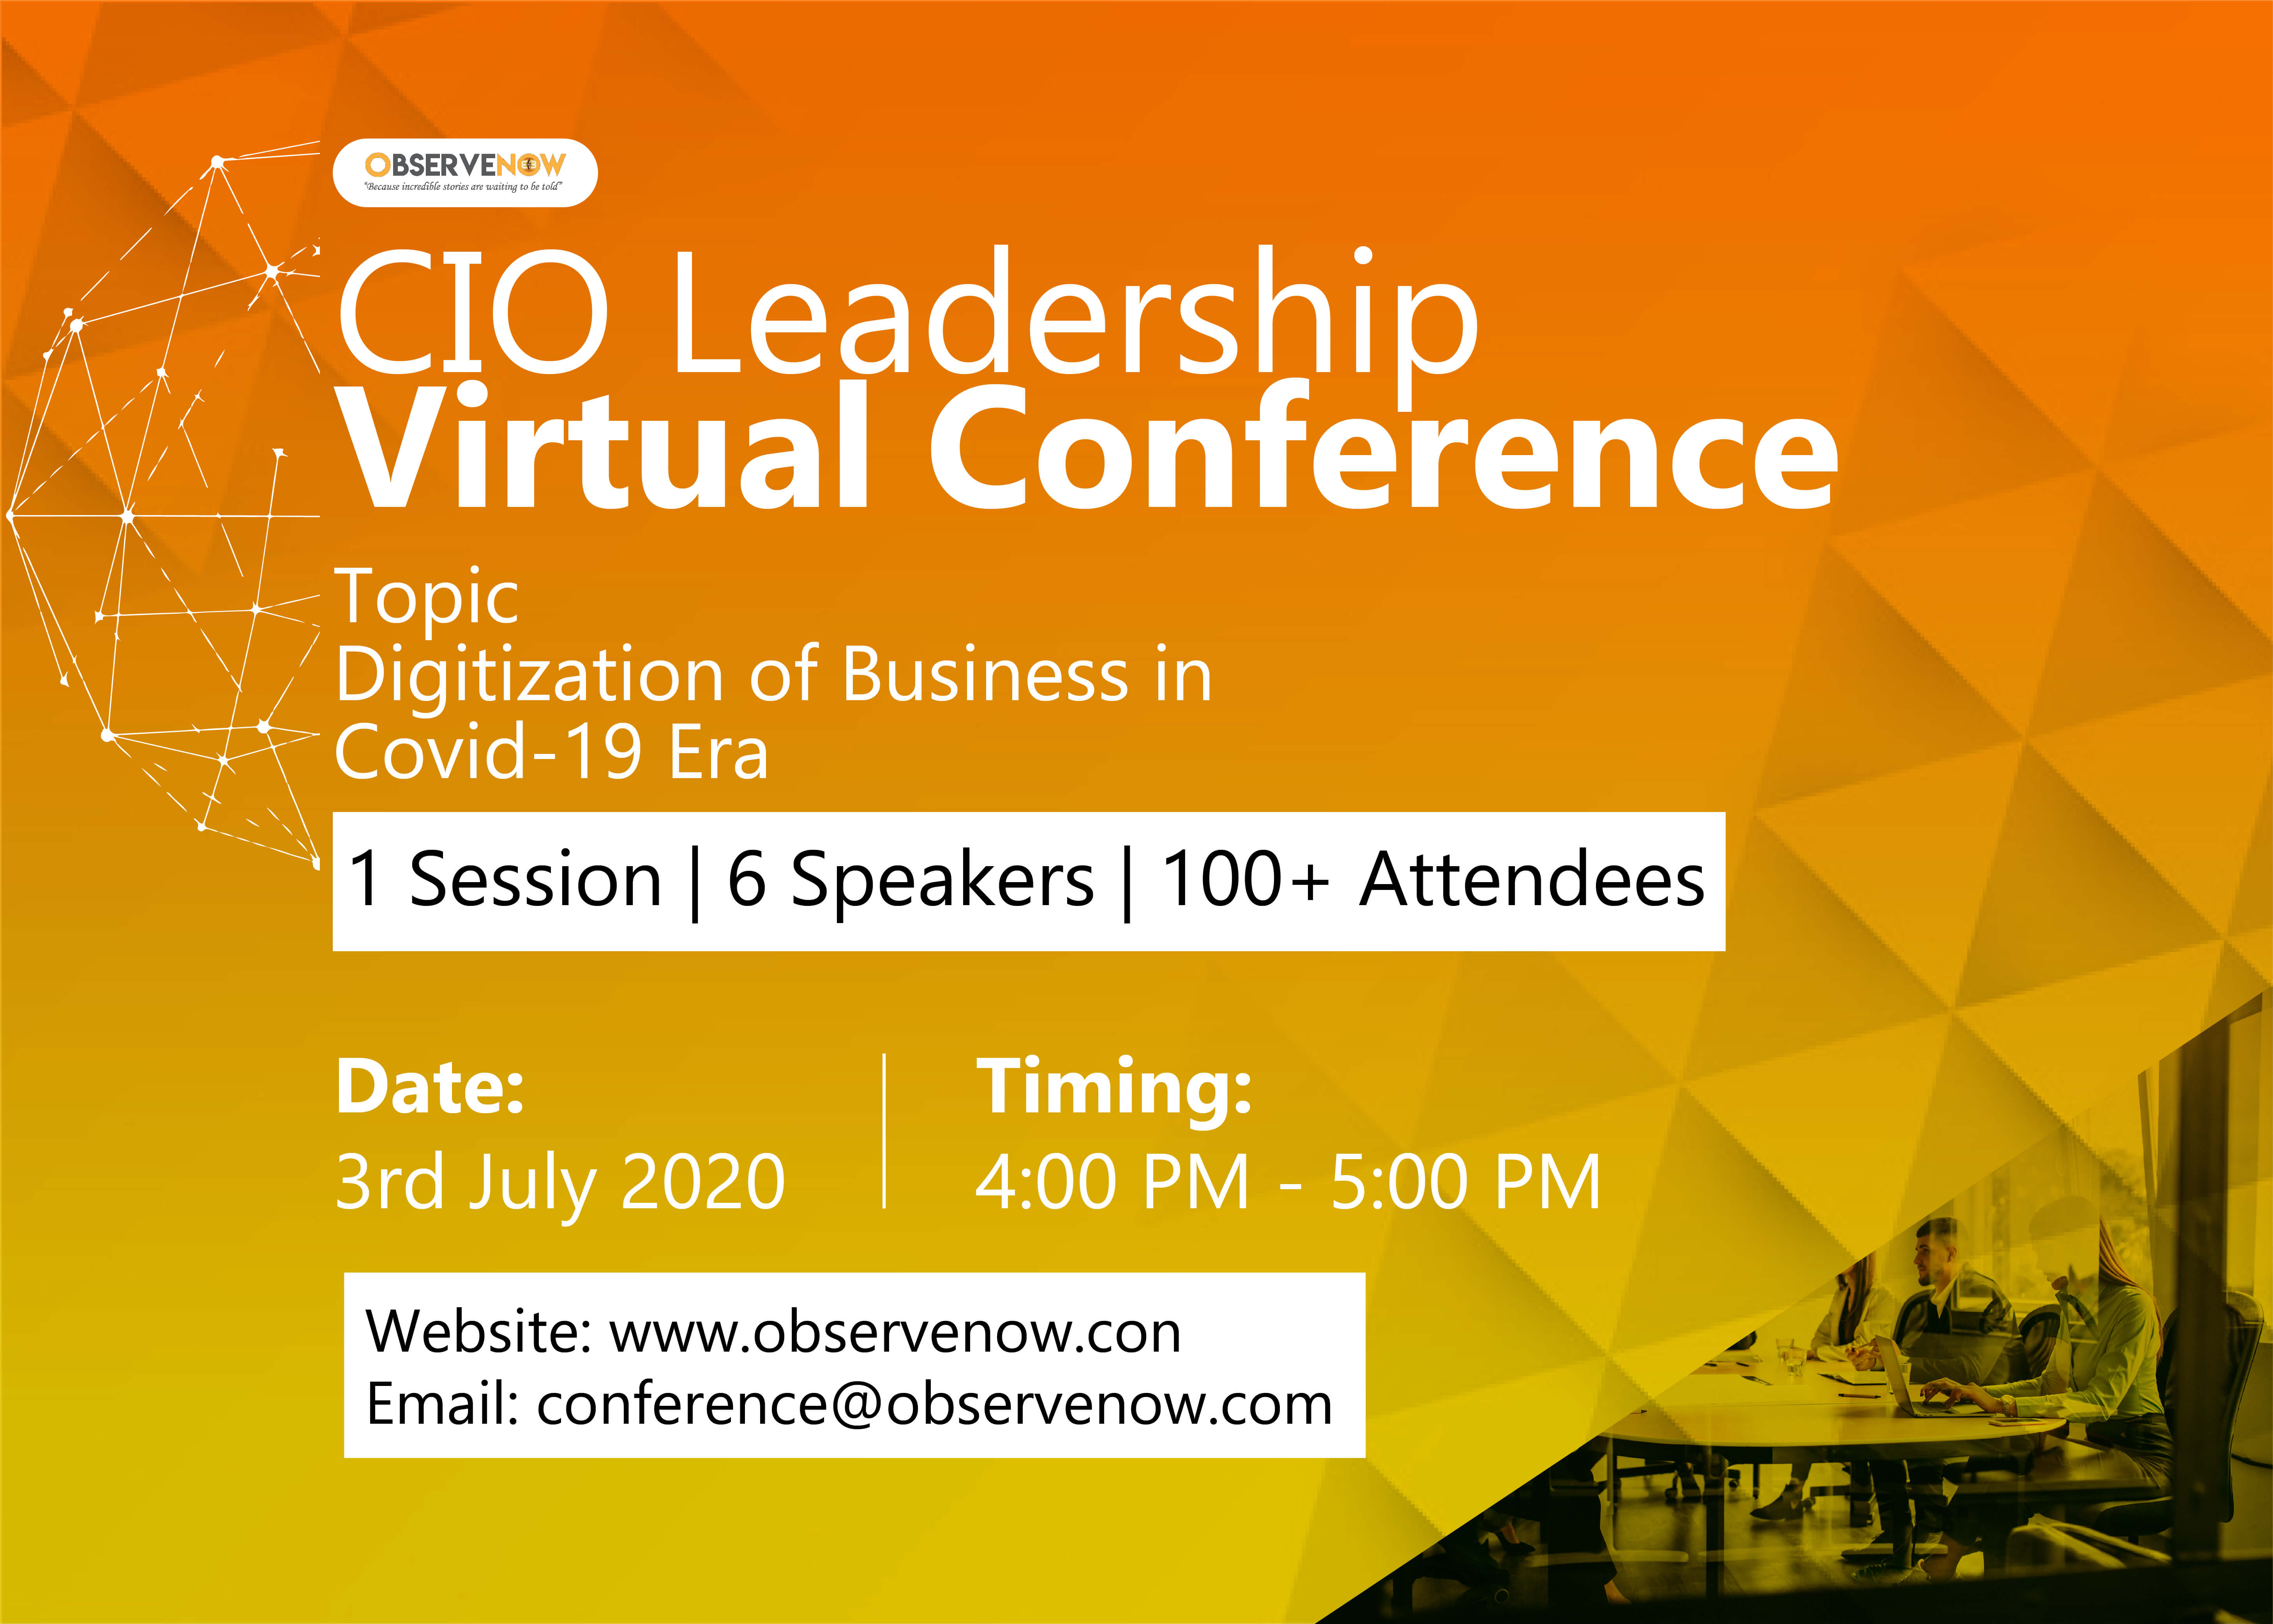 OBSERVENOW
"Because incredible stories are waiting to be told"
CIO Leadership
Virtual Conference
Topic
Digitization of Business in
Covid-19 Era
1 Session | 6 Speakers | 100+ Attendees
Date:
3rd July 2020
Timing:
4:00 PM - 5:00 PM
Website: www.observenow.con
Email: conference@observenow.com